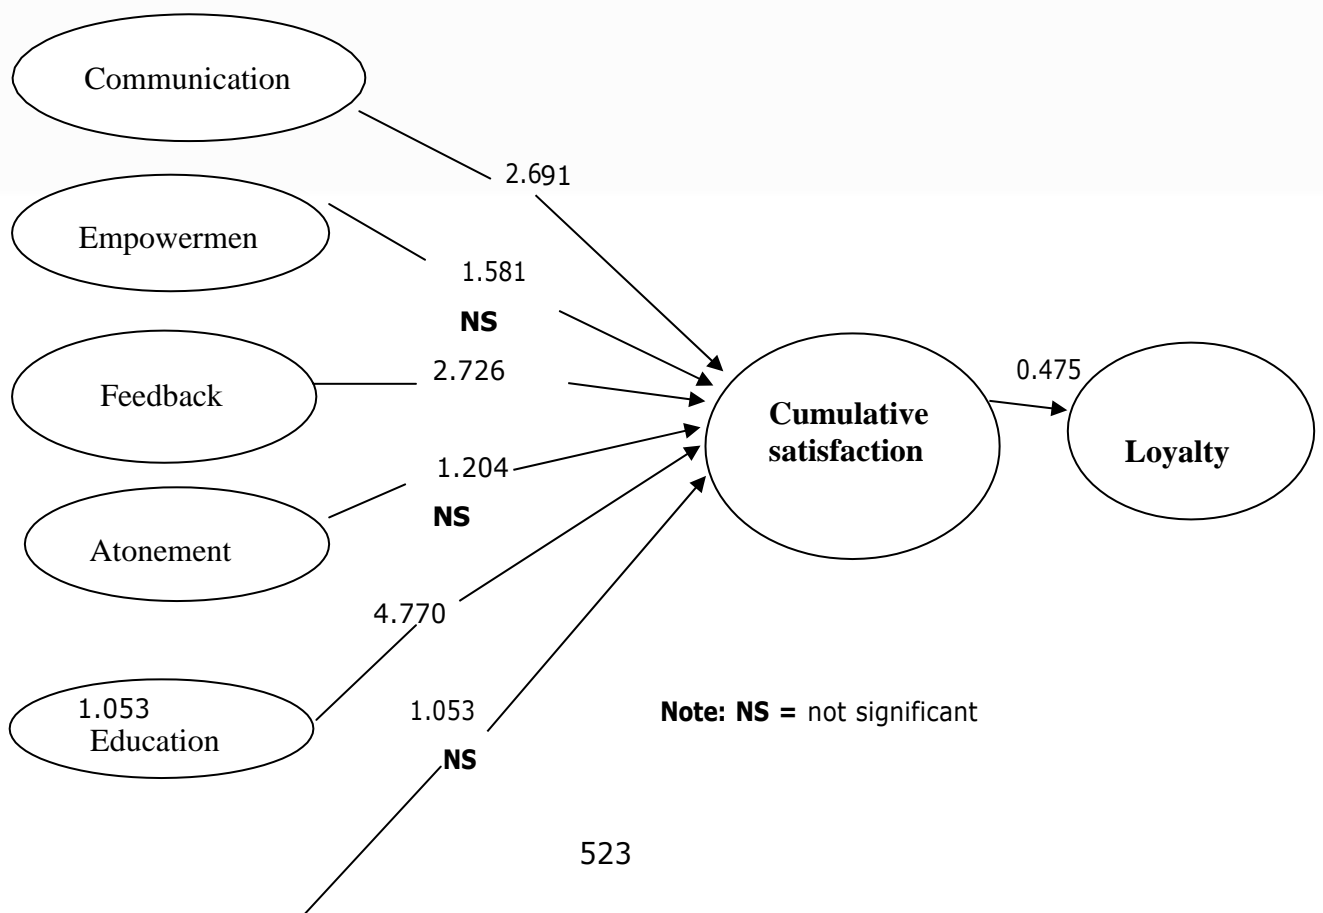 Communication
2.691
Empowermen
1.581
NS
Feedback
2.726
Atonement
1.204
NS
4.770
1.053
Education
1.053
NS
Cumulative
satisfaction
0.475
Loyalty
Note: NS = not significant
523